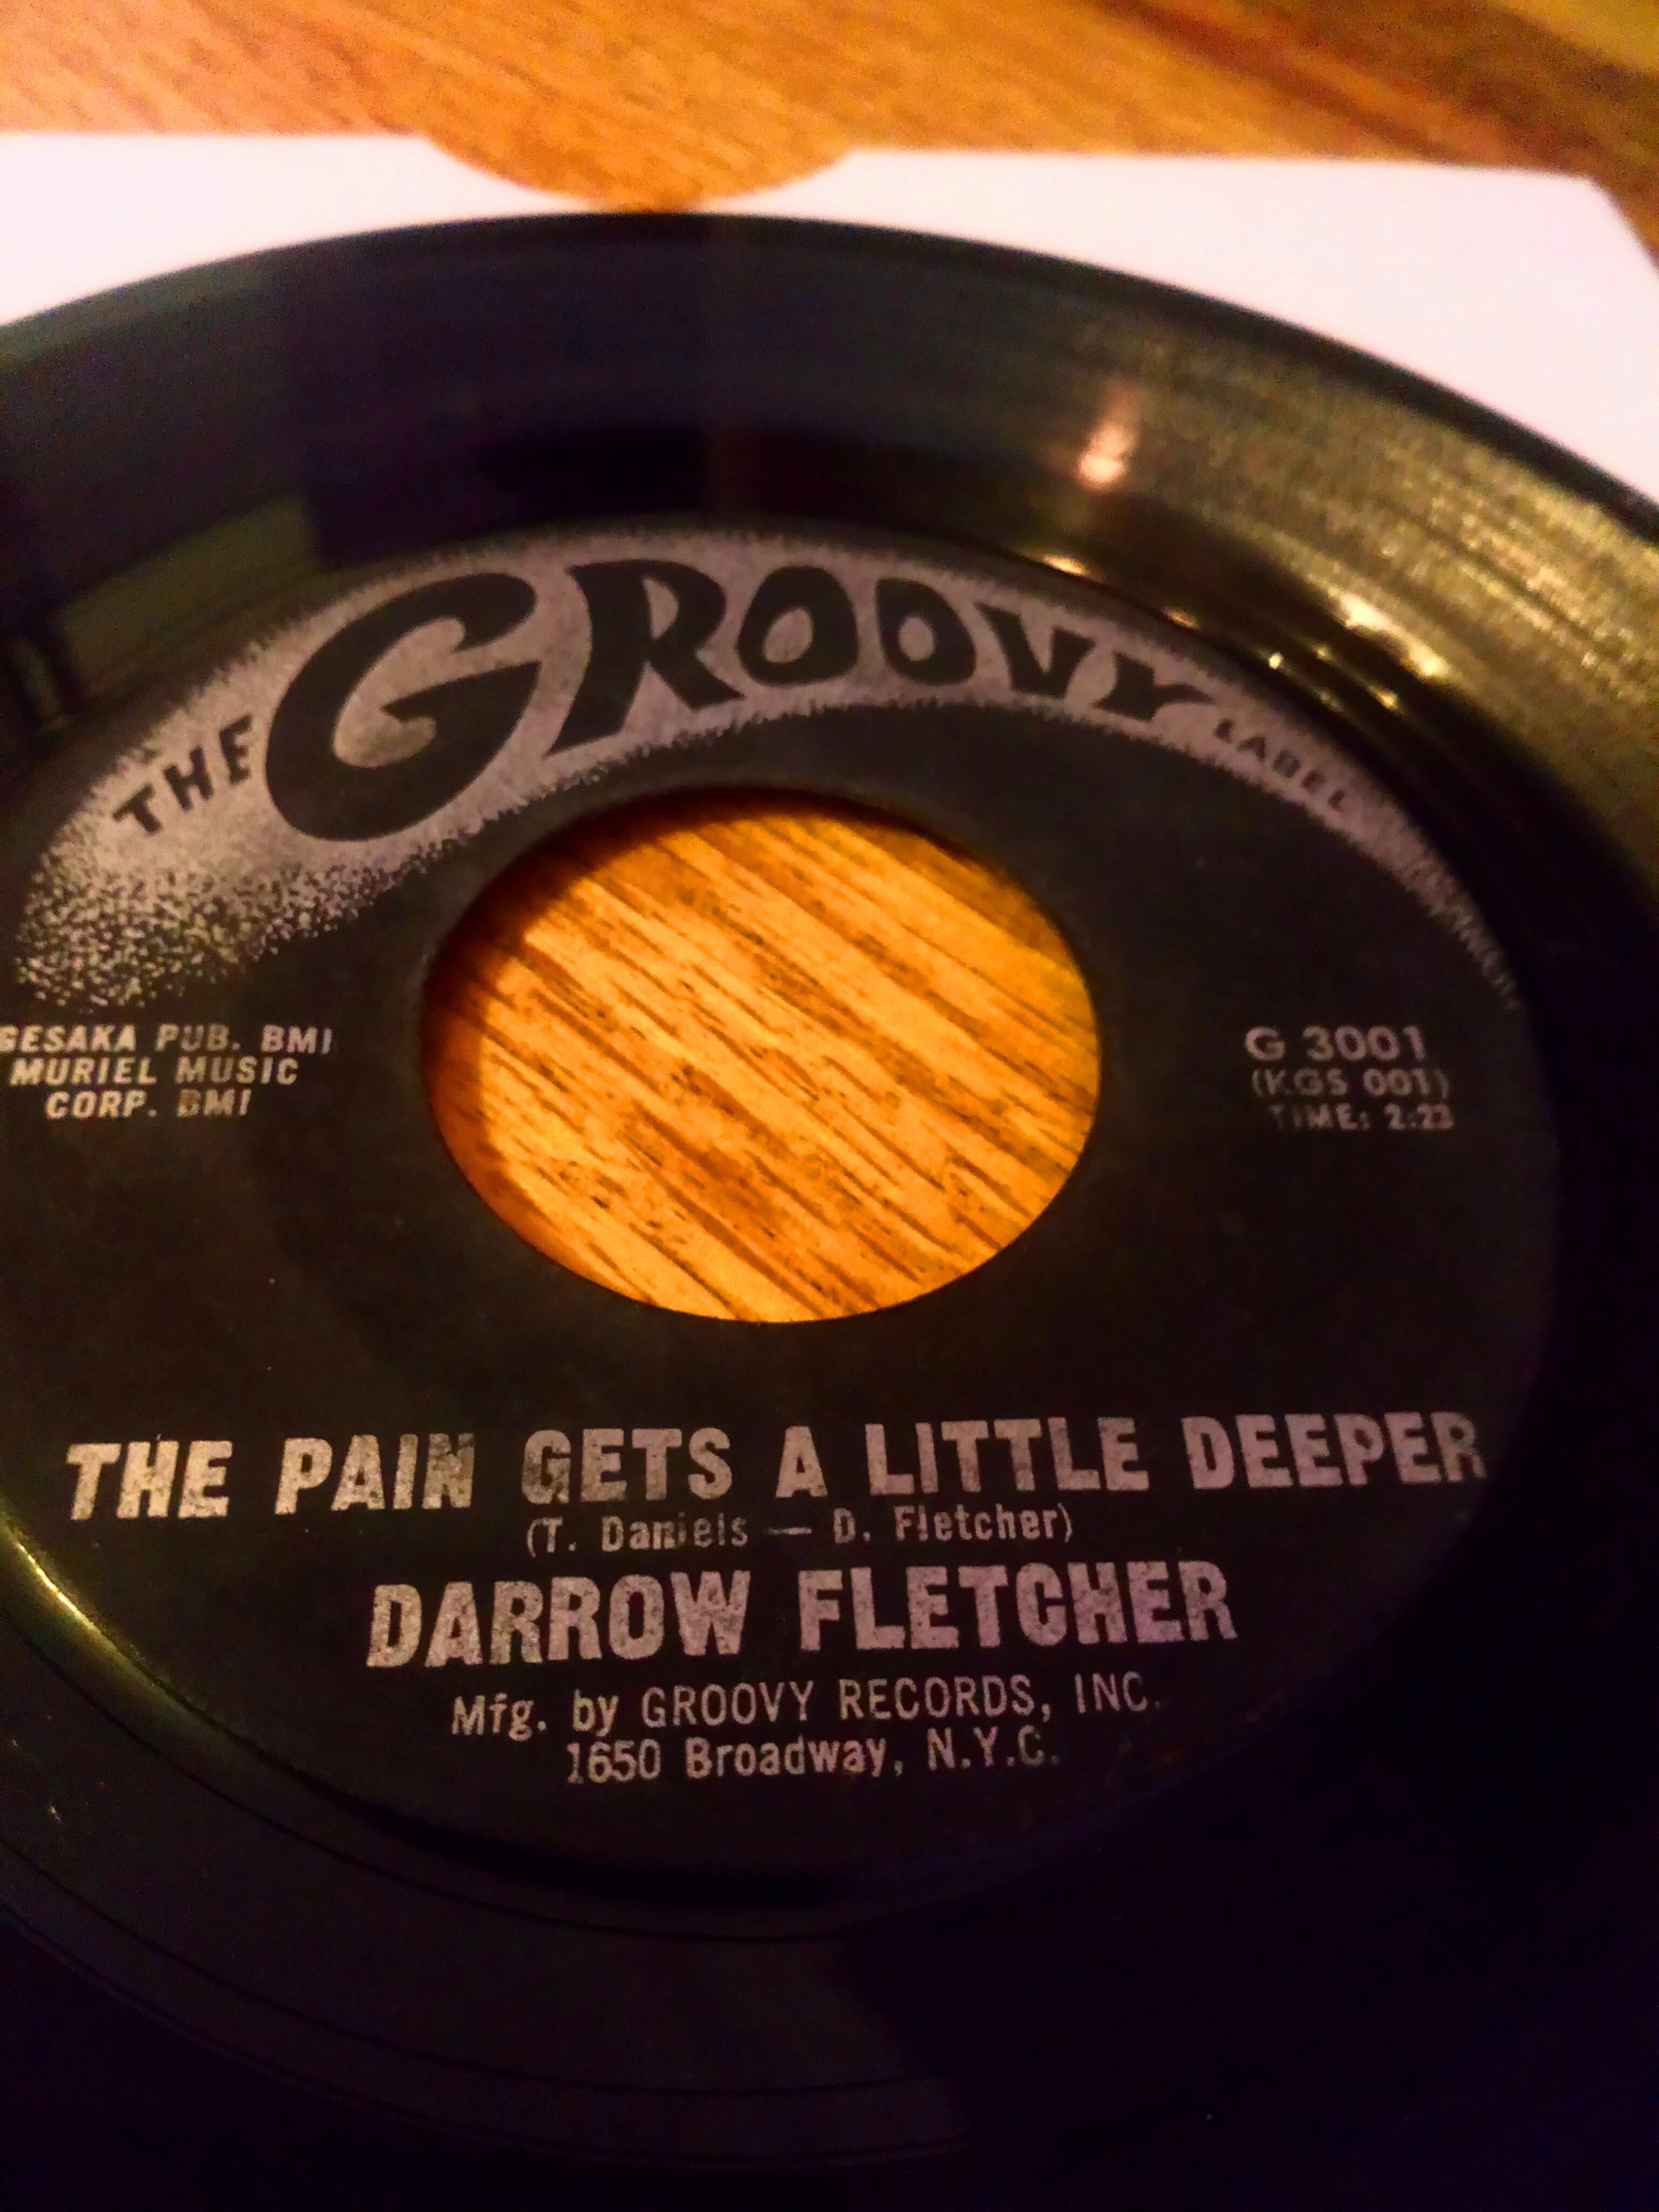 THE GROOVY LABEL
GESAKA PUB. BMI
MURIEL MUSIC
CORP. BMI
G 3001
(KGS 001)
TIME: 2:23
THE PAIN GETS A LITTLE DEEPER
(T. Daniels — D. Fletcher)
DARROW FLETCHER
Mfg. by GROOVY RECORDS, INC.
1650 Broadway, N.Y.C.